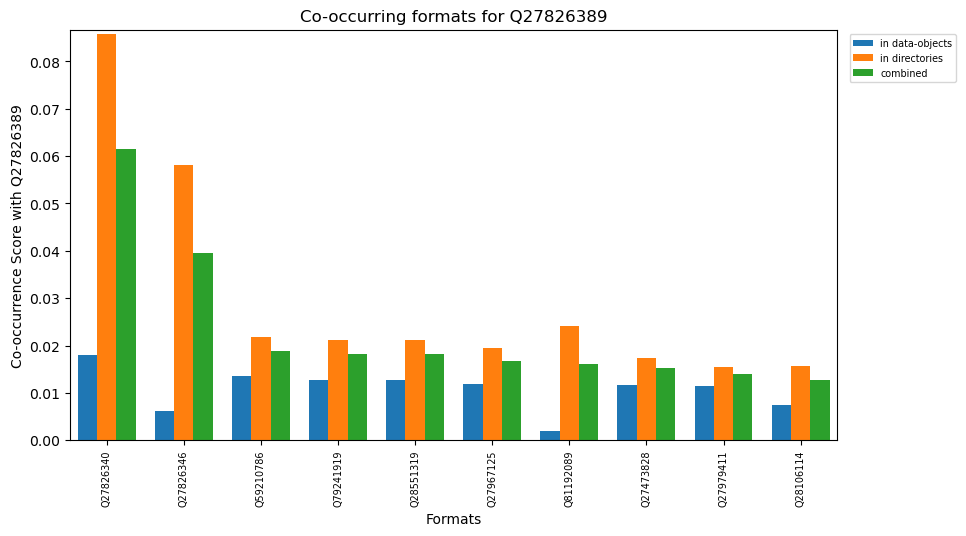 Co-occurring formats for Q27826389
in data-objects
in directories
combined
Co-occurrence Score with Q27826389
0.08
0.07
0.06
0.05
0.04
0.03
0.02
0.01
0.00
Q27826340
Q27826346
Q59210786
Q79241919
Q28551319
Q27967125
Q81192089
Q27473828
Q27979411
Q28106114
Formats